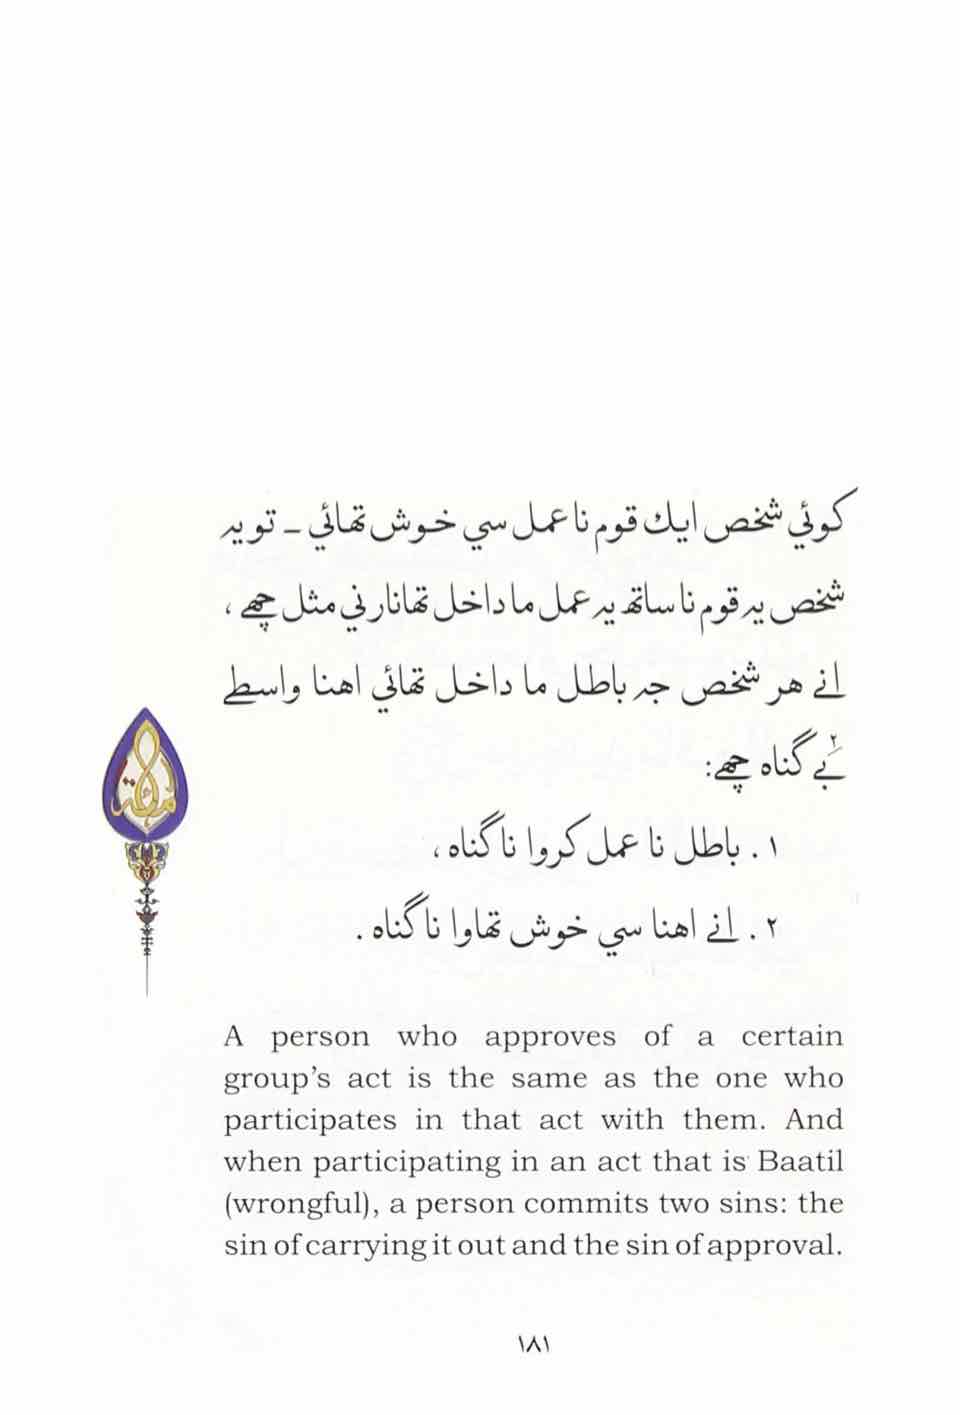 كوئي شخص ايك قوم نا عمل سي خوش تهائي ــ تو يہ
شخص يہ قوم نا ساتھ يہ عمل ما داخل تهانارني مثل چهے ،
انے هر شخص جہ باطل ما داخل تهائي اهنا واسطے
بے گناه چهے:
١ . باطل نا عمل كروا نا گناه ،
٢ . انے اهنا سي خوش تهاوا نا گناه .
A person who approves of a certain
group's act is the same as the one who
participates in that act with them. And
when participating in an act that is Baatil
(wrongful), a person commits two sins: the
sin of carrying it out and the sin of approval.
١٨١